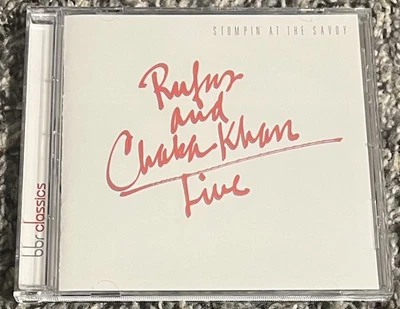 STOMPIN' AT THE SAVOY
Rufus
and
Chaka Khan
Live
bbr classics